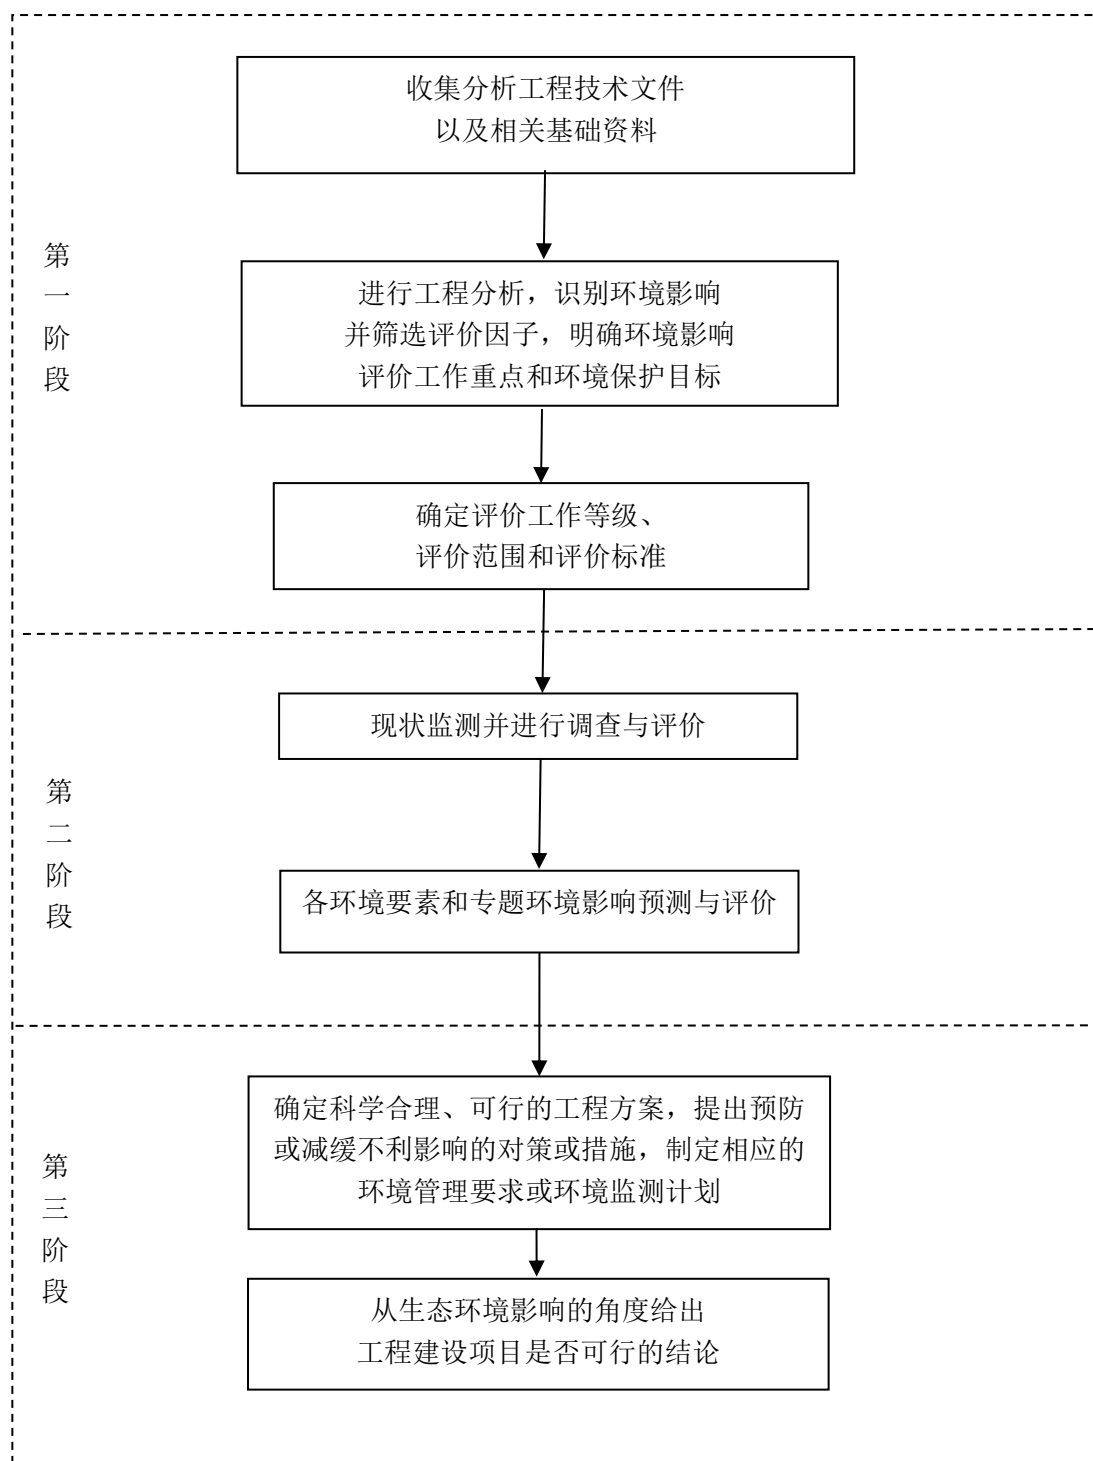 收集分析工程技术文件
以及相关基础资料
第
一
阶
段
进行工程分析，识别环境影响
并筛选评价因子，明确环境影响
评价工作重点和环境保护目标
确定评价工作等级、
评价范围和评价标准
第
二
阶
段
现状监测并进行调查与评价
各环境要素和专题环境影响预测与评价
第
三
阶
段
确定科学合理、可行的工程方案，提出预防
或减缓不利影响的对策或措施，制定相应的
环境管理要求或环境监测计划
从生态环境影响的角度给出
工程建设项目是否可行的结论